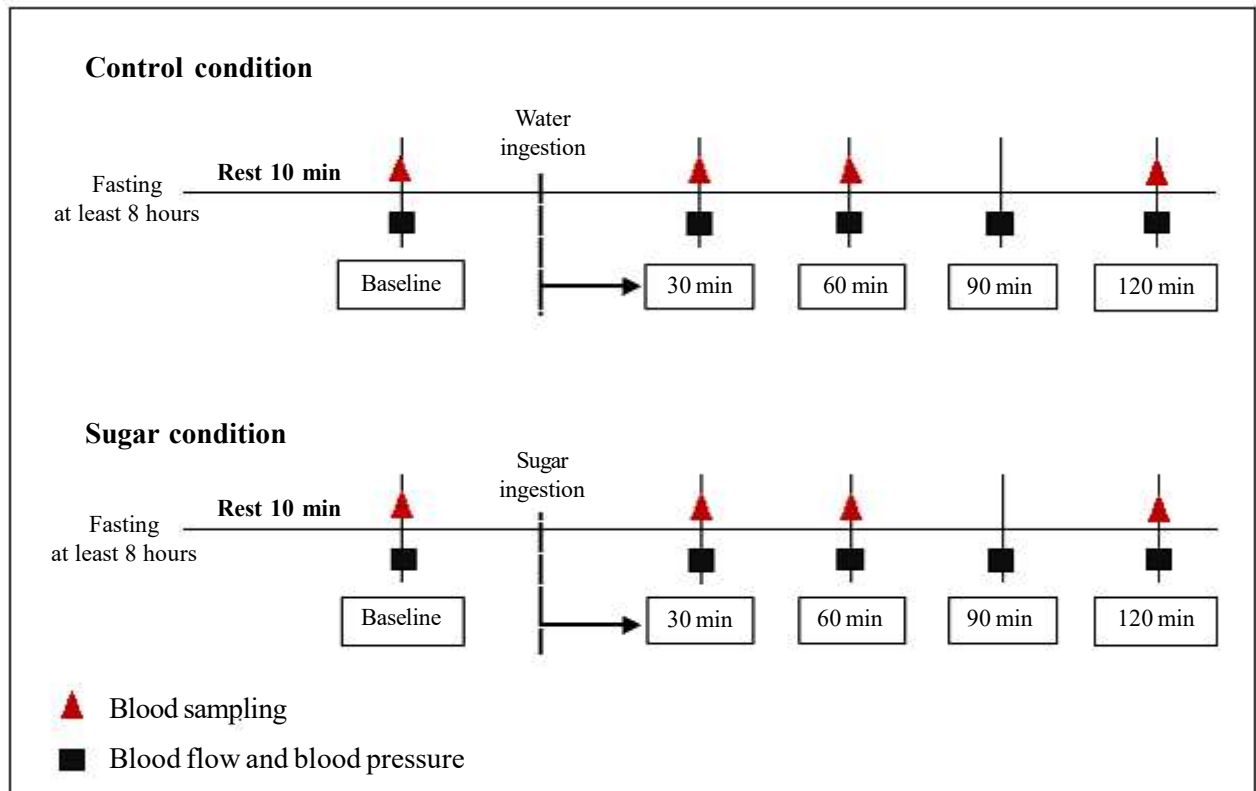 Control condition
Water
ingestion
Rest 10 min
Fasting
at least 8 hours
Baseline
30 min
60 min
90 min
120 min
Sugar condition
Sugar
ingestion
Rest 10 min
Fasting
at least 8 hours
Baseline
30 min
60 min
90 min
120 min
Blood sampling
Blood flow and blood pressure